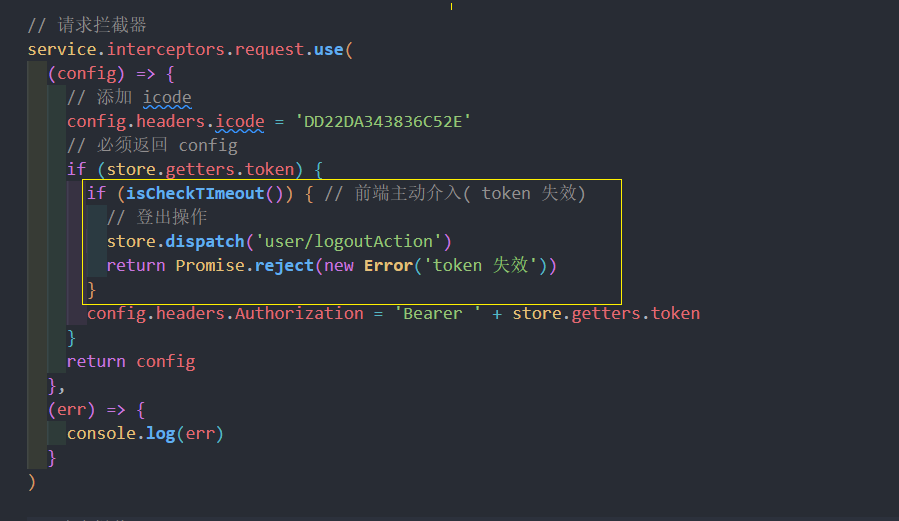 // 请求拦截器
service.interceptors.request.use(
(config) => {
// 添加 icode
config.headers.icode = 'DD22DA343836C52E'
// 必须返回 config
if (store.getters.token) {
if (isCheckTImeout()) { // 前端主动介入( token 失效)
// 登出操作
store.dispatch('user/logoutAction')
return Promise.reject(new Error('token 失效'))
}
config.headers.Authorization = 'Bearer ' + store.getters.token
}
return config
},
(err) => {
console.log(err)
}
)